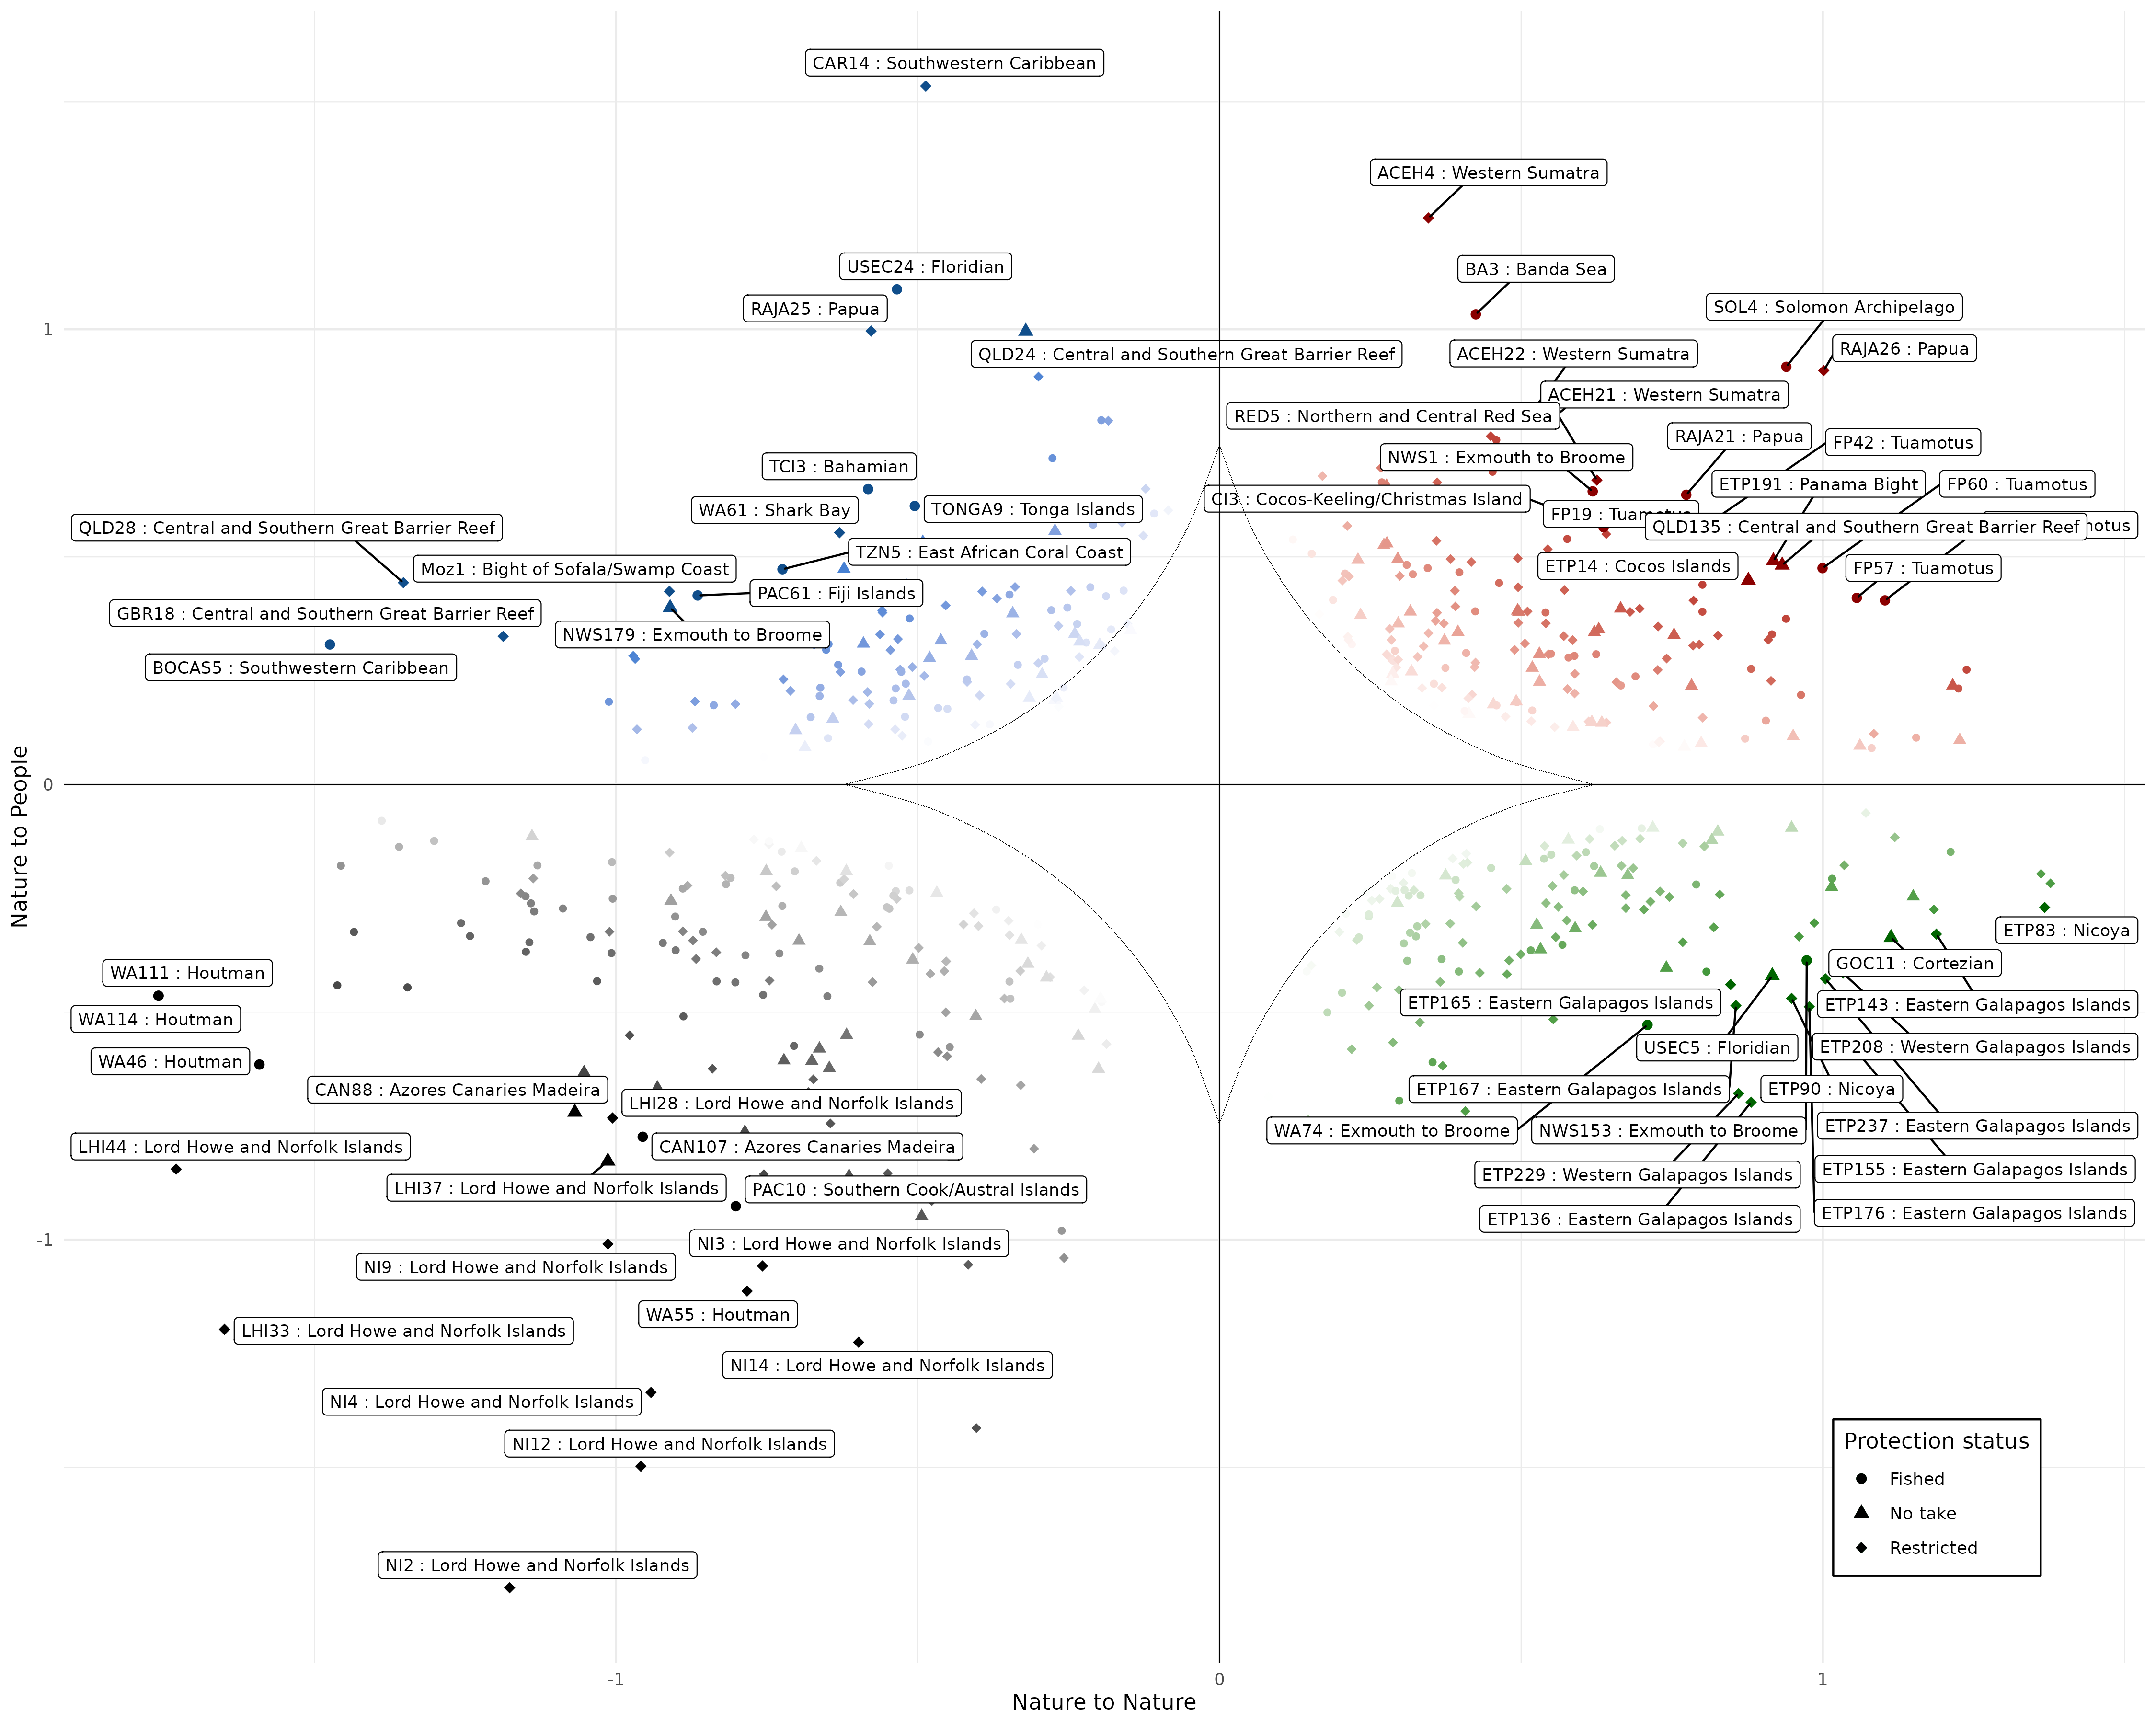 CAR14 : Southwestern Caribbean
ACEH4 : Western Sumatra
USEC24 : Floridian
BA3 : Banda Sea
RAJA25 : Papua
SOL4 : Solomon Archipelago
1
QLD24 : Central and Southern Great Barrier Reef
ACEH22 : Western Sumatra
RAJA26 : Papua
ACEH21 : Western Sumatra
RED5 : Northern and Central Red Sea
RAJA21 : Papua
FP42 : Tuamotus
TCI3 : Bahamian
NWS1 : Exmouth to Broome
ETP191 : Panama Bight
FP60 : Tuamotus
WA61 : Shark Bay
TONGA9 : Tonga Islands
CI3 : Cocos-Keeling/Christmas Island
FP19 : Tuamotus
QLD28 : Central and Southern Great Barrier Reef
QLD135 : Central and Southern Great Barrier Reef
TZN5 : East African Coral Coast
Moz1 : Bight of Sofala/Swamp Coast
ETP14 : Cocos Islands
FP57 : Tuamotus
PAC61 : Fiji Islands
GBR18 : Central and Southern Great Barrier Reef
NWS179 : Exmouth to Broome
BOCAS5 : Southwestern Caribbean
0
Nature to People
ETP83 : Nicoya
WA111 : Houtman
GOC11 : Cortezian
WA114 : Houtman
ETP165 : Eastern Galapagos Islands
ETP143 : Eastern Galapagos Islands
WA46 : Houtman
USEC5 : Floridian
ETP208 : Western Galapagos Islands
CAN88 : Azores Canaries Madeira
LHI28 : Lord Howe and Norfolk Islands
ETP167 : Eastern Galapagos Islands
ETP90 : Nicoya
LHI44 : Lord Howe and Norfolk Islands
CAN107 : Azores Canaries Madeira
WA74 : Exmouth to Broome
NWS153 : Exmouth to Broome
ETP237 : Eastern Galapagos Islands
LHI37 : Lord Howe and Norfolk Islands
PAC10 : Southern Cook/Austral Islands
ETP229 : Western Galapagos Islands
ETP155 : Eastern Galapagos Islands
ETP136 : Eastern Galapagos Islands
ETP176 : Eastern Galapagos Islands
-1
NI3 : Lord Howe and Norfolk Islands
NI9 : Lord Howe and Norfolk Islands
WA55 : Houtman
LHI33 : Lord Howe and Norfolk Islands
NI14 : Lord Howe and Norfolk Islands
NI4 : Lord Howe and Norfolk Islands
NI12 : Lord Howe and Norfolk Islands
NI2 : Lord Howe and Norfolk Islands
Protection status
Fished
No take
Restricted
-1
0
1
Nature to Nature